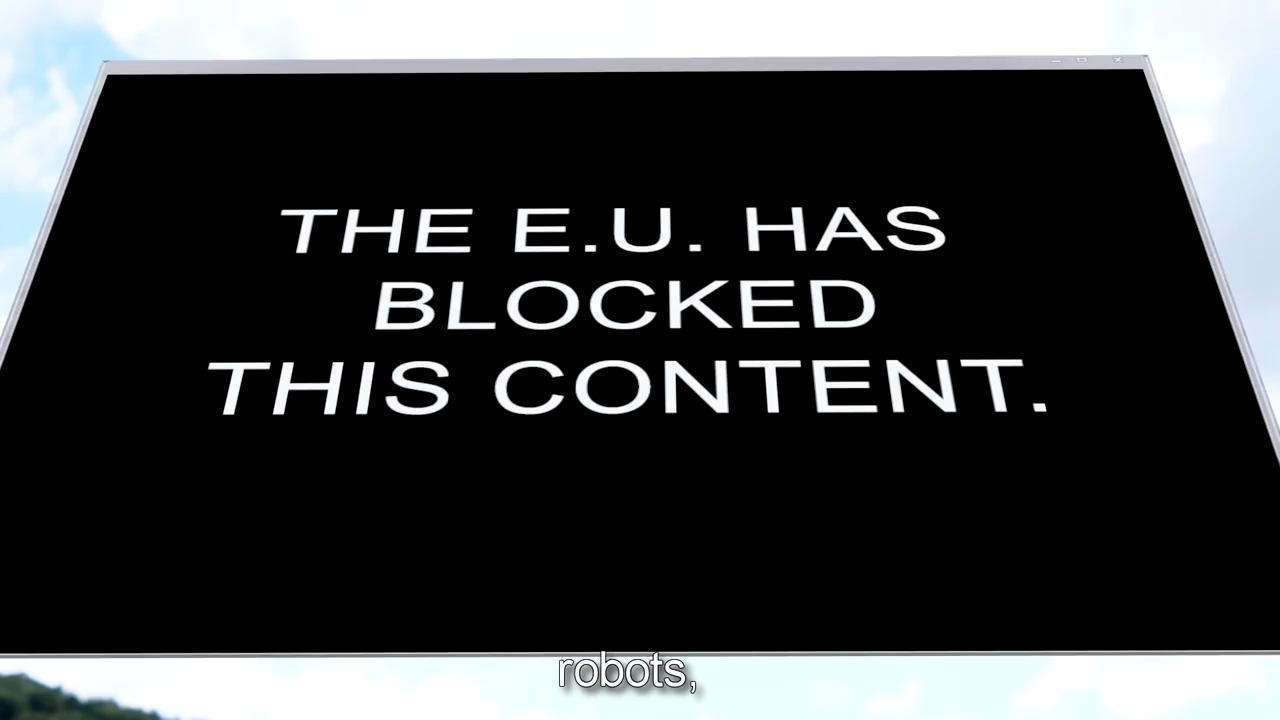 THE E.U. HAS
BLOCKED
THIS CONTENT.
robots,